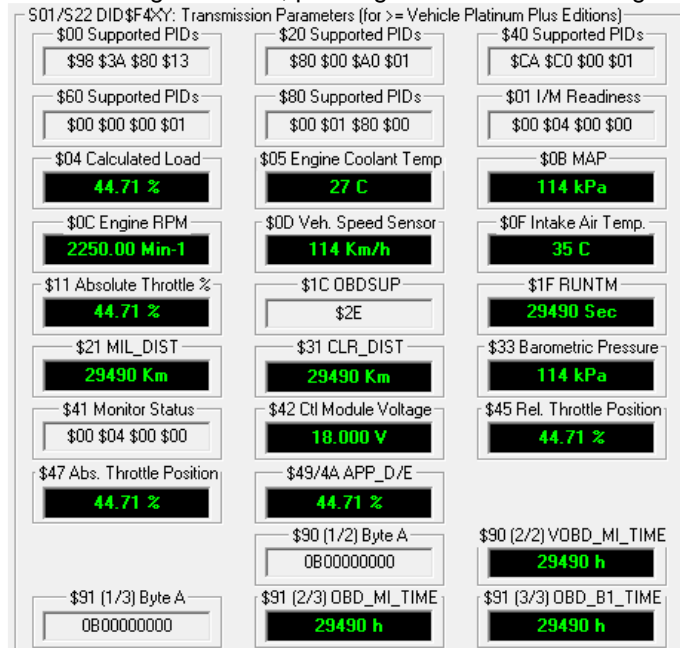 S01/S22 DID$F4XY: Transmission Parameters (for >= Vehicle Platinum Plus Editions)
$00 Supported PIDs $20 Supported PIDs $40 Supported PIDs
$98 $3A $80 $13 $80 $00 $A0 $01 $CA $C0 $00 $01
$60 Supported PIDs $80 Supported PIDs $01 I/M Readiness
$00 $00 $00 $01 $00 $01 $80 $00 $00 $04 $00 $00
$04 Calculated Load $05 Engine Coolant Temp $0B MAP
44.71 % 27 C 114 kPa
$0C Engine RPM $0D Veh. Speed Sensor $0F Intake Air Temp.
2250.00 Min-1 114 Km/h 35 C
$11 Absolute Throttle % $1C OBDSUP $1F RUNTM
44.71 % $2E 29490 Sec
$21 MIL_DIST $31 CLR_DIST $33 Barometric Pressure
29490 Km 29490 Km 114 kPa
$41 Monitor Status $42 Ctl Module Voltage $45 Rel. Throttle Position
$00 $04 $00 $00 18.000 V 44.71 %
$47 Abs. Throttle Position $49/4A APP_D/E
44.71 % 44.71 %
$90 (1/2) Byte A $90 (2/2) VOBD_MI_TIME
0B00000000 29490 h
$91 (1/3) Byte A $91 (2/3) OBD_MI_TIME $91 (3/3) OBD_B1_TIME
0B00000000 29490 h 29490 h